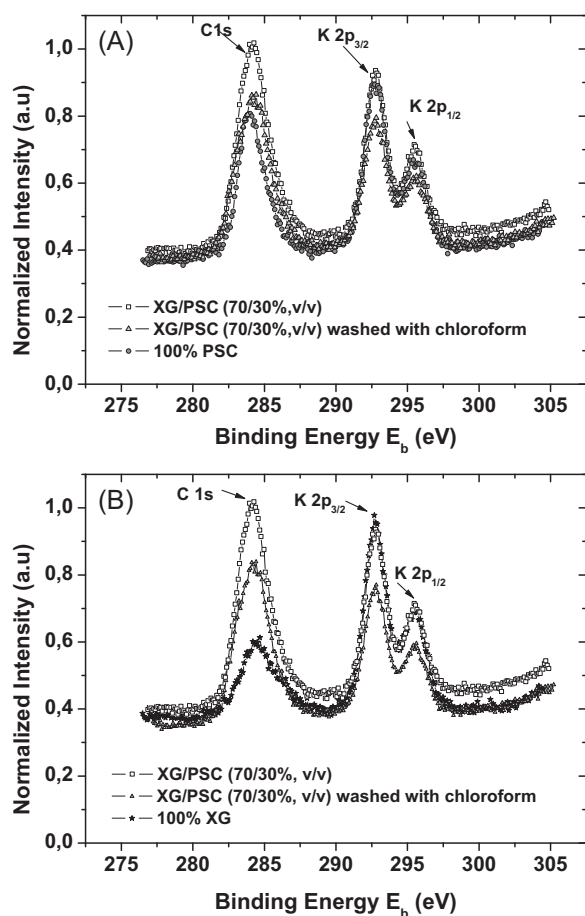 (A)
C1s
K 2p3/2
K 2p1/2
1,0
0,8
0,6
0,4
0,2
0,0
Normalized Intensity (a.u)
XG/PSC (70/30%,v/v)
XG/PSC (70/30%,v/v) washed with chloroform
100% PSC
275 280 285 290 295 300 305
Binding Energy Eb (eV)
(B)
C 1s
K 2p3/2
K 2p1/2
1,0
0,8
0,6
0,4
0,2
0,0
Normalized Intensity (a.u)
XG/PSC (70/30%, v/v)
XG/PSC (70/30%, v/v) washed with chloroform
100% XG
275 280 285 290 295 300 305
Binding Energy Eb (eV)